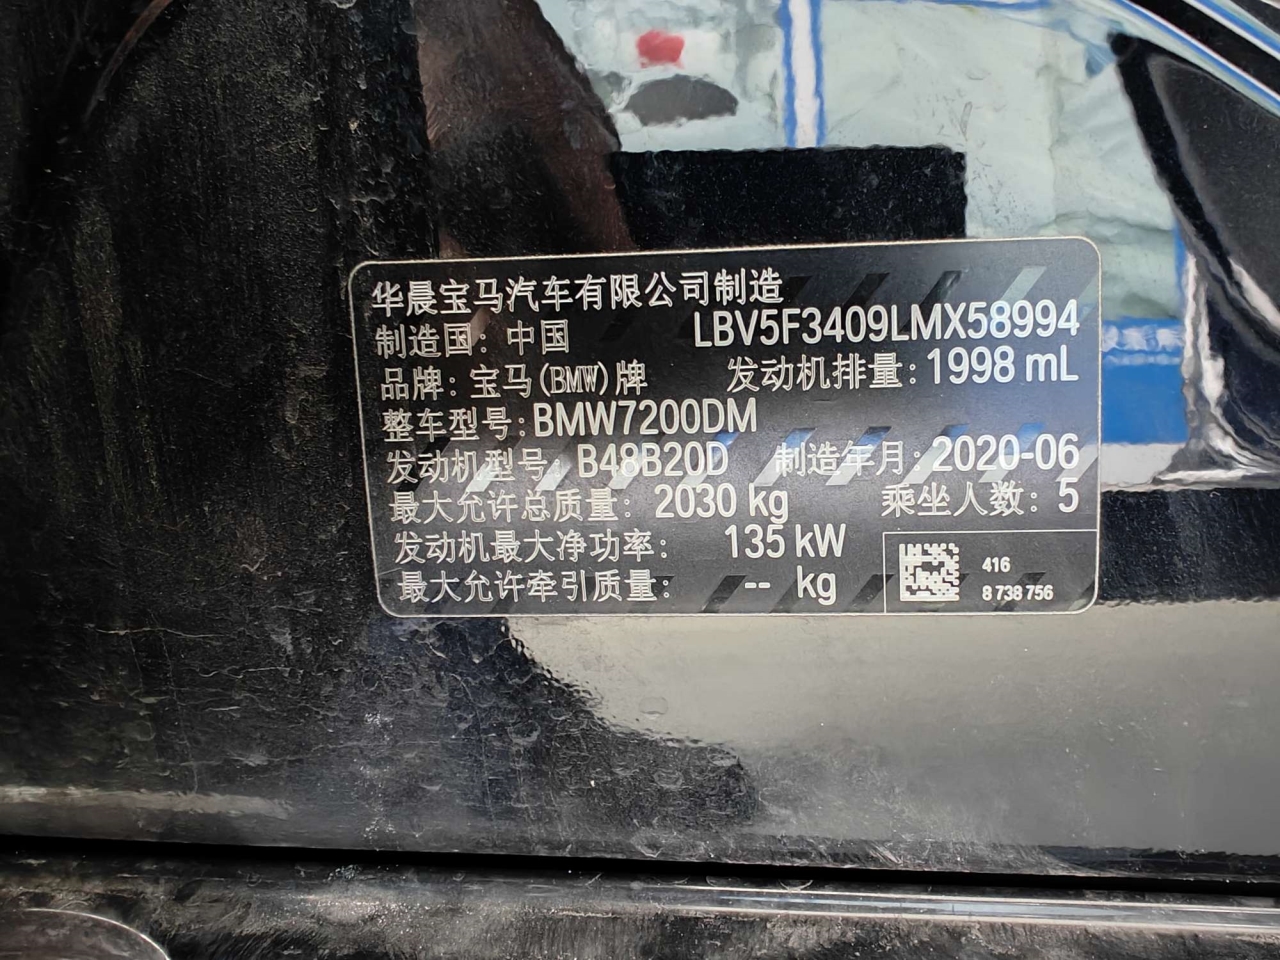 华晨宝马汽车有限公司制造
制造国：中国 LBV5F3409LMX58994
品牌：宝马(BMW)牌 发动机排量：1998 mL
整车型号：BMW7200DM
发动机型号：B48B20D 制造年月：2020-06
最大允许总质量：2030 kg 乘坐人数：5
发动机最大净功率：135 kW
最大允许牵引质量：-- kg
416
8 738 756